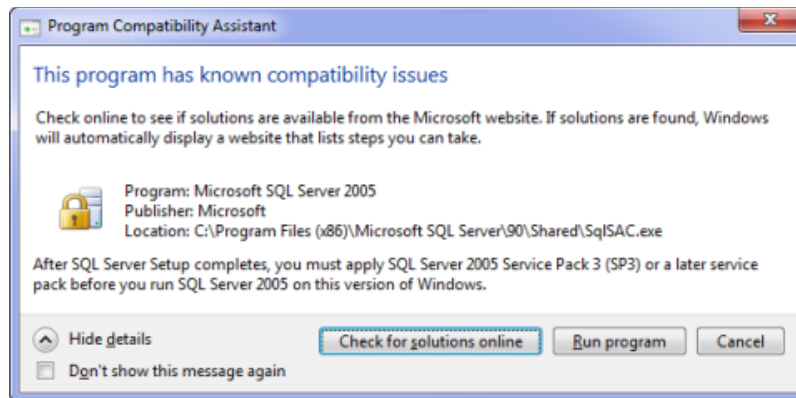 Program Compatibility Assistant
This program has known compatibility issues
Check online to see if solutions are available from the Microsoft website. If solutions are found, Windows
will automatically display a website that lists steps you can take.
Program: Microsoft SQL Server 2005
Publisher: Microsoft
Location: C:\Program Files (x86)\Microsoft SQL Server\90\Shared\SqlSAC.exe
After SQL Server Setup completes, you must apply SQL Server 2005 Service Pack 3 (SP3) or a later service
pack before you run SQL Server 2005 on this version of Windows.
Hide details
Check for solutions online
Run program
Cancel
Don't show this message again